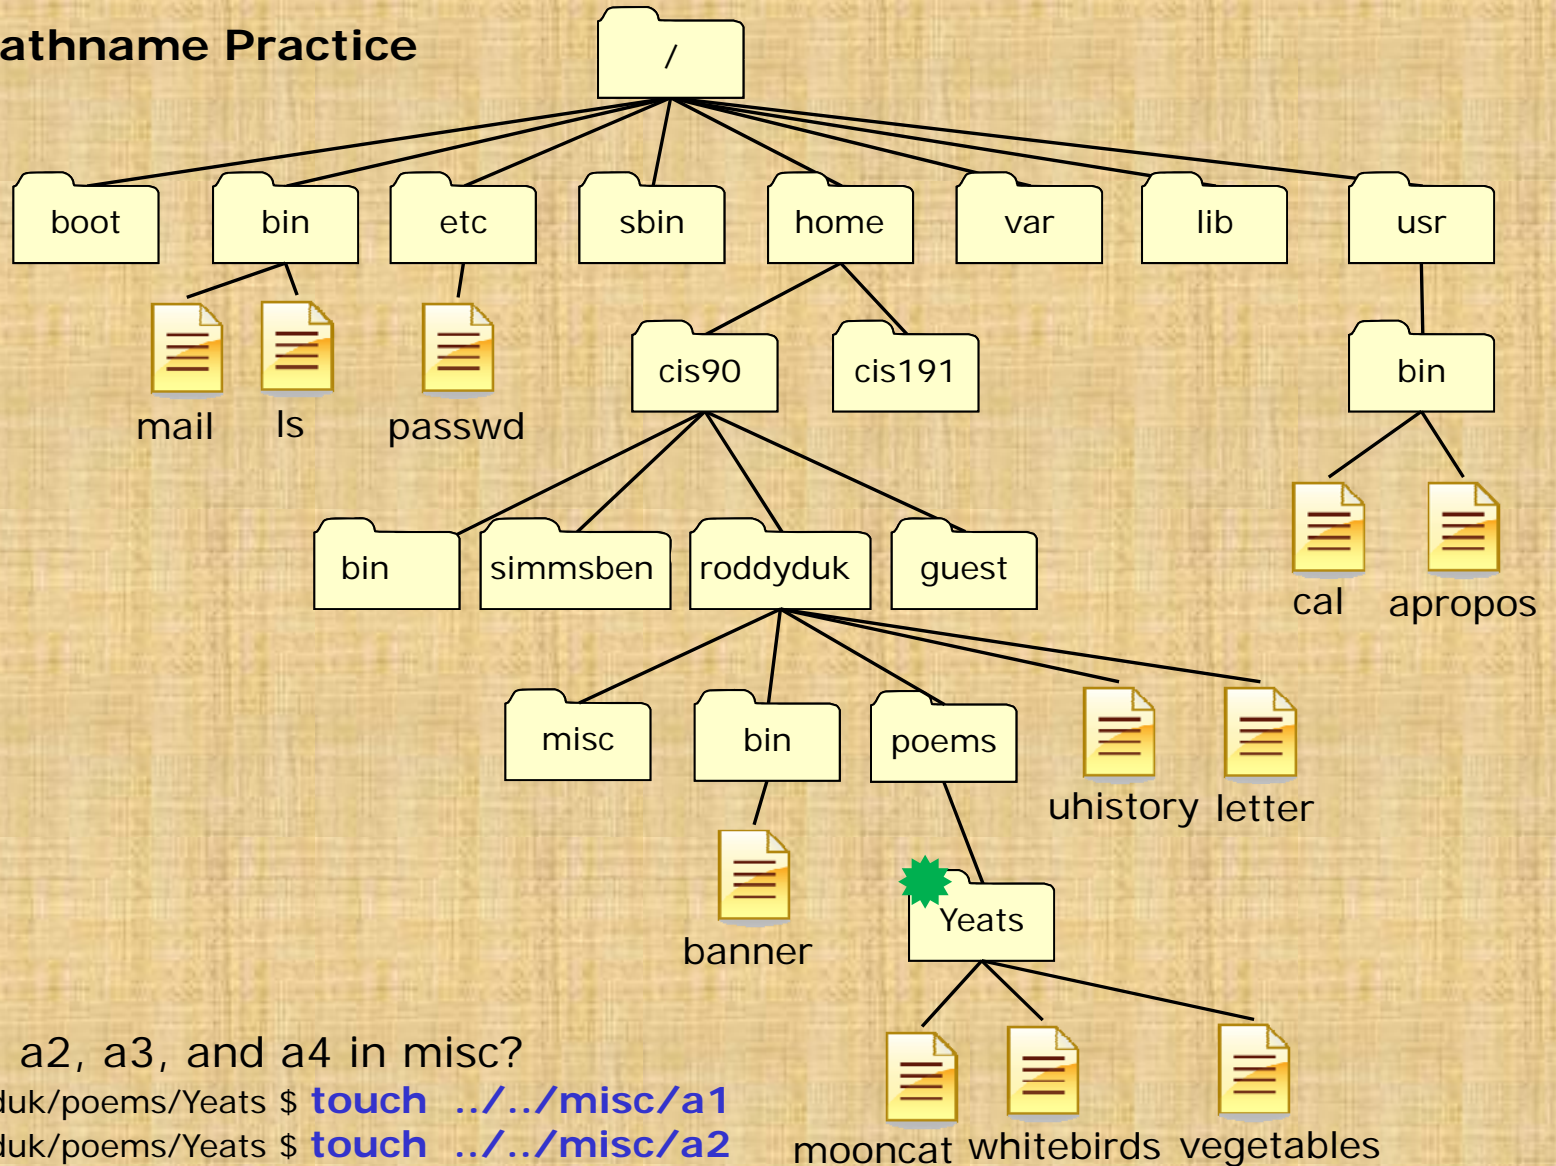 athname Practice
/
boot bin etc sbin home var lib usr
mail ls passwd
cis90 cis191 bin
bin simmsben roddyduk guest
cal apropos
misc bin poems
uhistory letter
banner
Yeats
a2, a3, and a4 in misc?
duk/poems/Yeats $ touch ../../misc/a1
duk/poems/Yeats $ touch ../../misc/a2
mooncat whitebirds vegetables